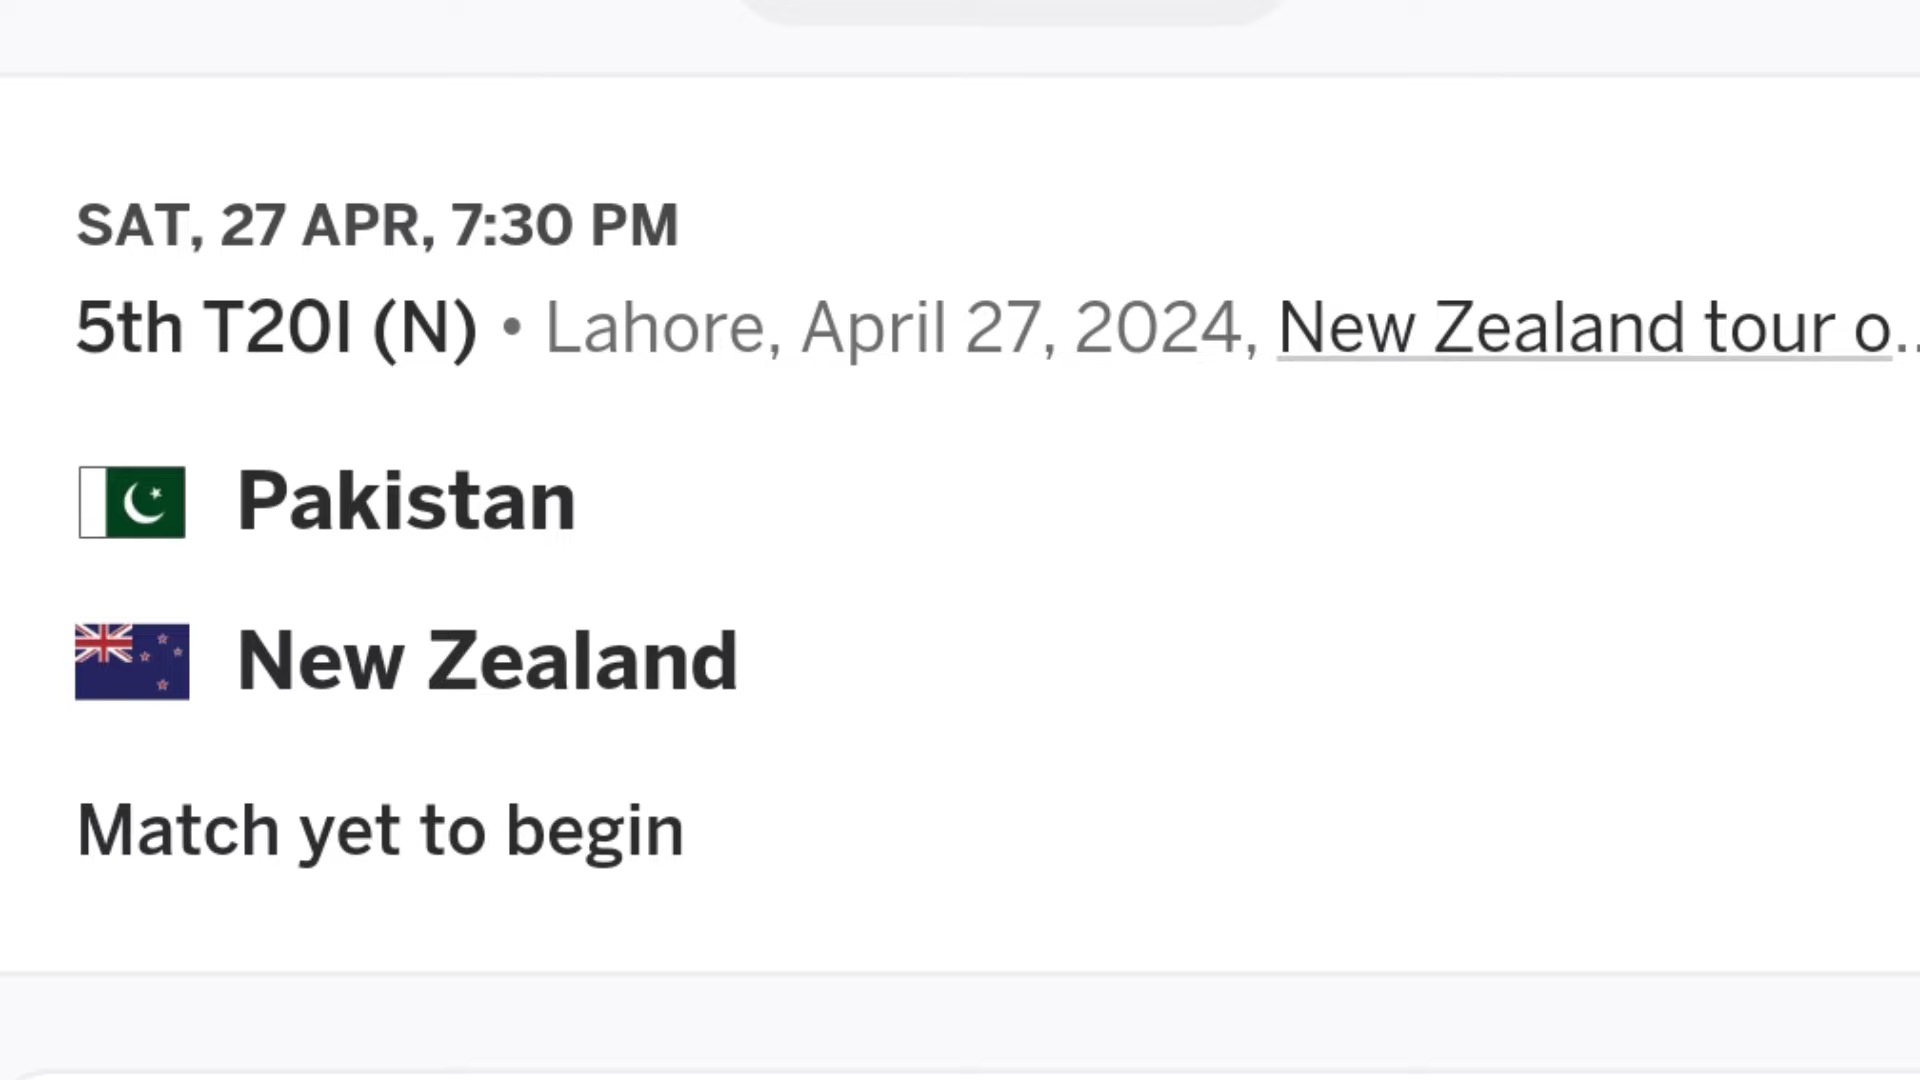 SAT, 27 APR, 7:30 PM
5th T20I (N) • Lahore, April 27, 2024, New Zealand tour o..
Pakistan
New Zealand
Match yet to begin